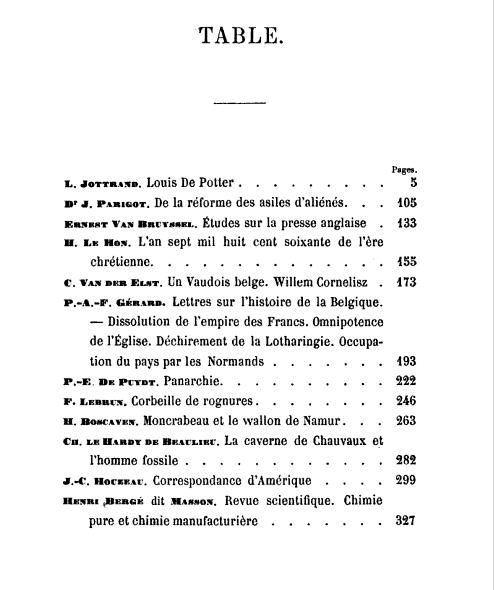 TABLE.
Pages.
L. JOTTRAND. Louis De Potter . . . . . . . . . 5
Dr J. PARIGOT. De la réforme des asiles d'aliénés. . . 105
ERNEST VAN BRUYSSEL. Études sur la presse anglaise . . 133
H. LE HON. L'an sept mil huit cent soixante de l'ère
chrétienne. . . . . . . . . . . . . 155
C. VAN DER ELST. Un Vaudois belge. Willem Cornelisz . 173
P.-A.-F. GÉRARD. Lettres sur l'histoire de la Belgique.
— Dissolution de l'empire des Francs. Omnipotence
de l'Église. Déchirement de la Lotharingie. Occupa-
tion du pays par les Normands . . . . . . . 193
P.-E. DE PUYDT. Panarchie. . . . . . . . . . 222
F. LEBRUN. Corbeille de rognures . . . . . . . . 246
H. BOSCAVEN. Moncrabeau et le wallon de Namur. . . 263
CH. LE HARDY DE BEAULIEU. La caverne de Chauvaux et
l'homme fossile . . . . . . . . . . . 282
J.-C. HOUZEAU. Correspondance d'Amérique . . . . 299
HENRI BERGÉ dit MASSON. Revue scientifique. Chimie
pure et chimie manufacturière . . . . . . . 327